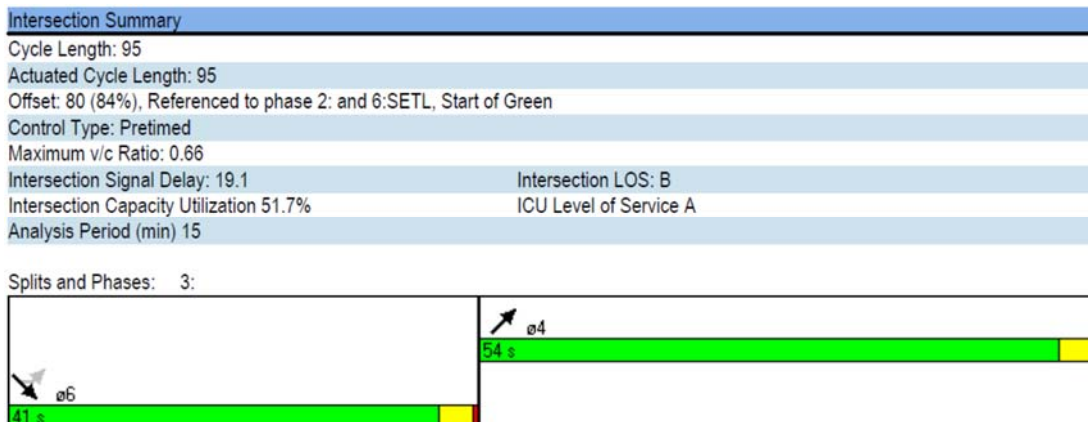 Intersection Summary
Cycle Length: 95
Actuated Cycle Length: 95
Offset: 80 (84%), Referenced to phase 2: and 6:SETL, Start of Green
Control Type: Pretimed
Maximum v/c Ratio: 0.66
Intersection Signal Delay: 19.1 Intersection LOS: B
Intersection Capacity Utilization 51.7% ICU Level of Service A
Analysis Period (min) 15
Splits and Phases: 3:
ø4
54 s
ø6
41 s